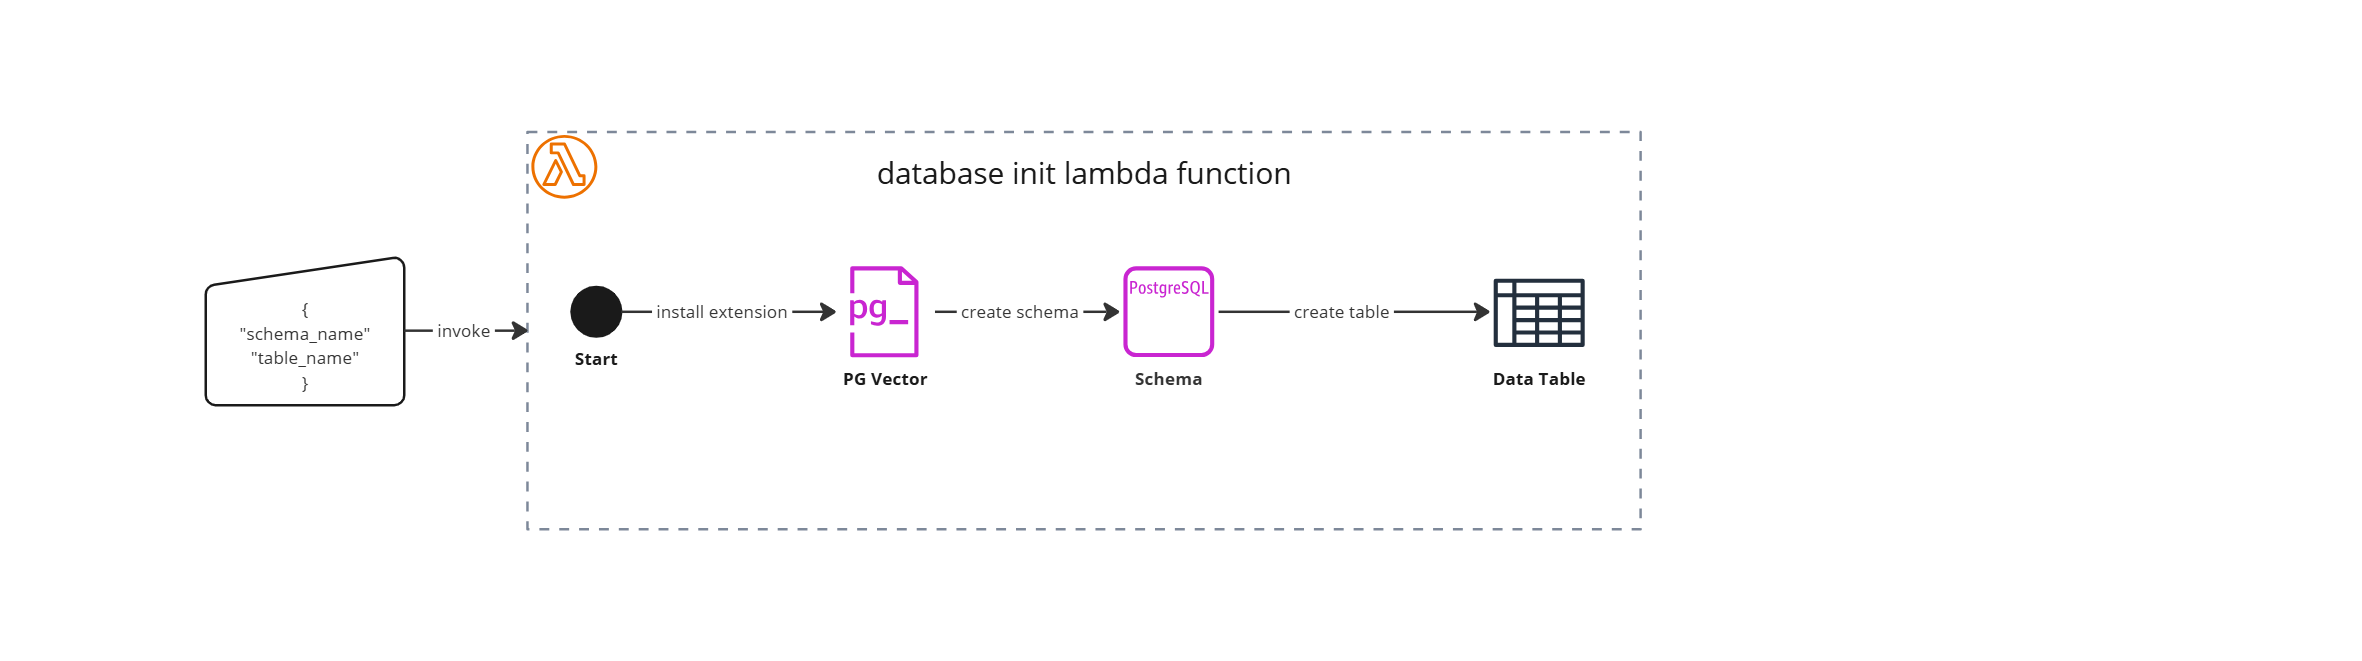 database init lambda function
{
"schema_name"
"table_name"
}
invoke
Start
install extension
pg_
PG Vector
create schema
PostgreSQL
Schema
create table
Data Table